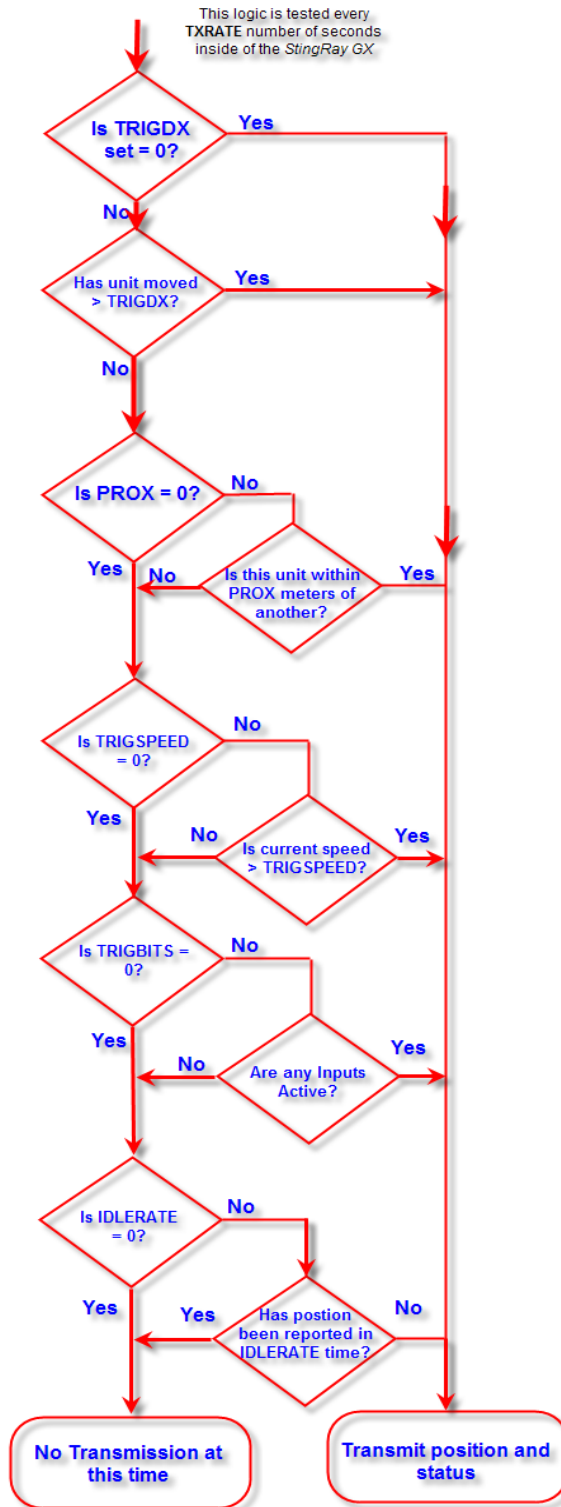 This logic is tested every
TXRATE number of seconds
inside of the StingRay GX
Is TRIGDX
set = 0?
Yes
No
Has unit moved
> TRIGDX?
Yes
No
Is PROX = 0?
No
Yes
Is this unit within
PROX meters of
another?
No
Yes
Is TRIGSPEED
= 0?
No
Yes
Is current speed
> TRIGSPEED?
No
Yes
Is TRIGBITS =
0?
No
Yes
Are any Inputs
Active?
No
Yes
Is IDLERATE
= 0?
No
Yes
Has postion
been reported in
IDLERATE time?
Yes
No
No Transmission at
this time
Transmit position and
status